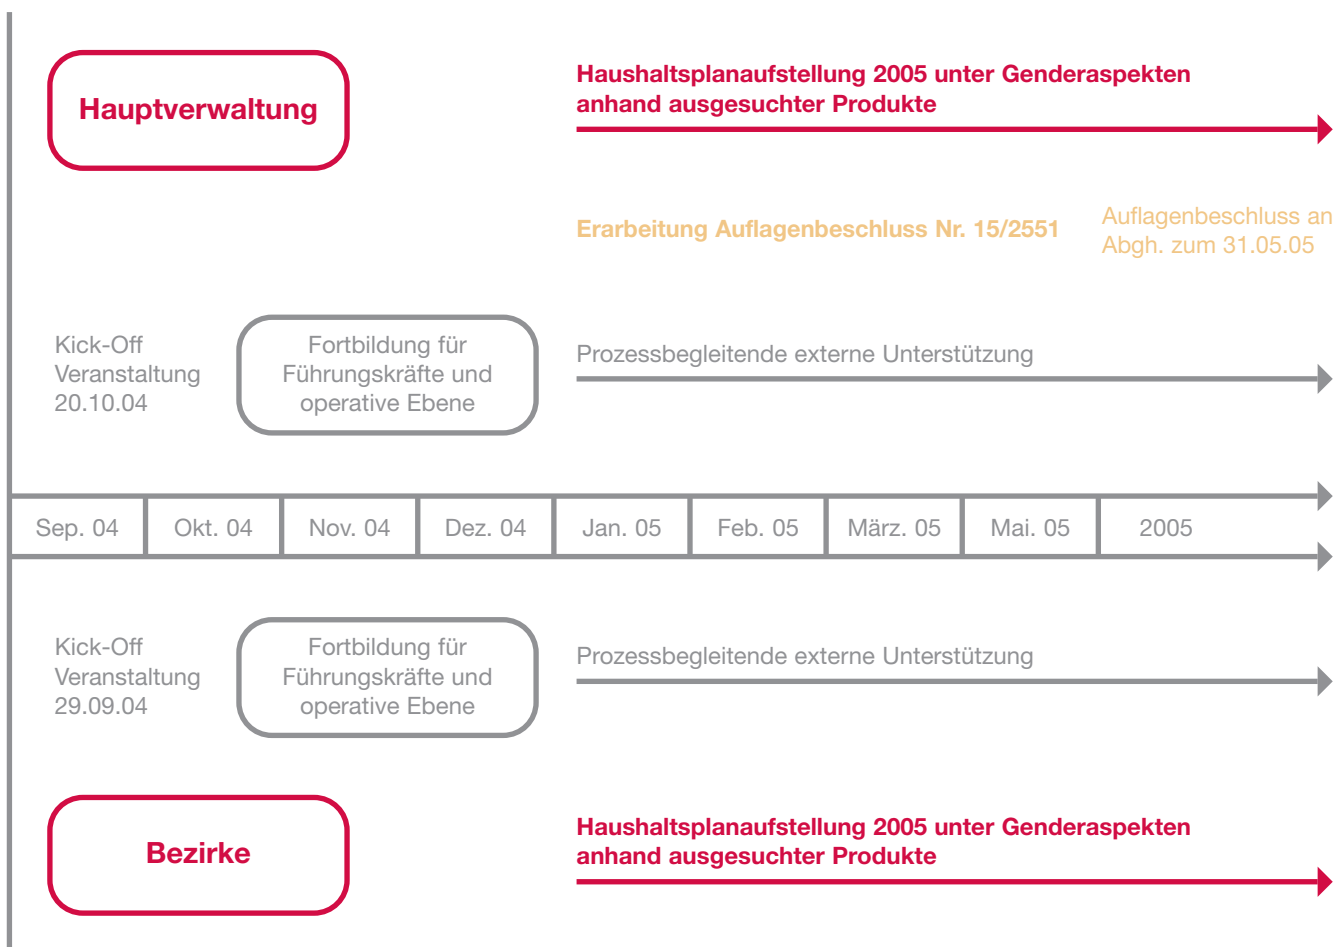 Hauptverwaltung
Haushaltsplanaufstellung 2005 unter Genderaspekten
anhand ausgesuchter Produkte
Erarbeitung Auflagenbeschluss Nr. 15/2551
Auflagenbeschluss an
Abgh. zum 31.05.05
Kick-Off
Veranstaltung
20.10.04
Fortbildung für
Führungskräfte und
operative Ebene
Prozessbegleitende externe Unterstützung
Sep. 04 Okt. 04 Nov. 04 Dez. 04 Jan. 05 Feb. 05 März. 05 Mai. 05 2005
Kick-Off
Veranstaltung
29.09.04
Fortbildung für
Führungskräfte und
operative Ebene
Prozessbegleitende externe Unterstützung
Bezirke
Haushaltsplanaufstellung 2005 unter Genderaspekten
anhand ausgesuchter Produkte